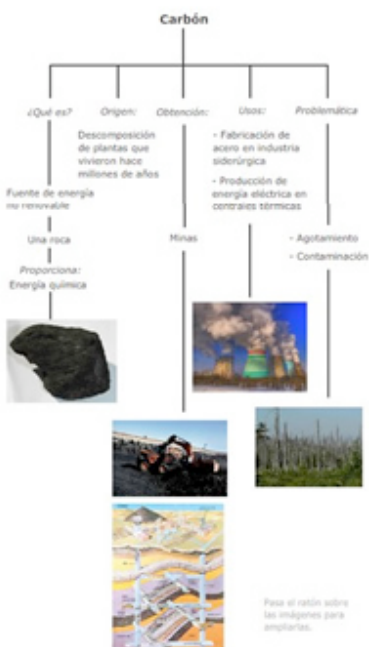 Carbón
¿Qué es?
Origen:
Obtención:
Usos:
Problemática
Descomposición
de plantas que
vivieron hace
millones de años
- Fabricación de
acero en industria
siderúrgica
- Producción de
energía eléctrica en
centrales térmicas
Fuente de energía
no renovable
Una roca
Proporciona:
Energía química
Minas
- Agotamiento
- Contaminación
Pase el ratón sobre
las imágenes para
ampliarlas.